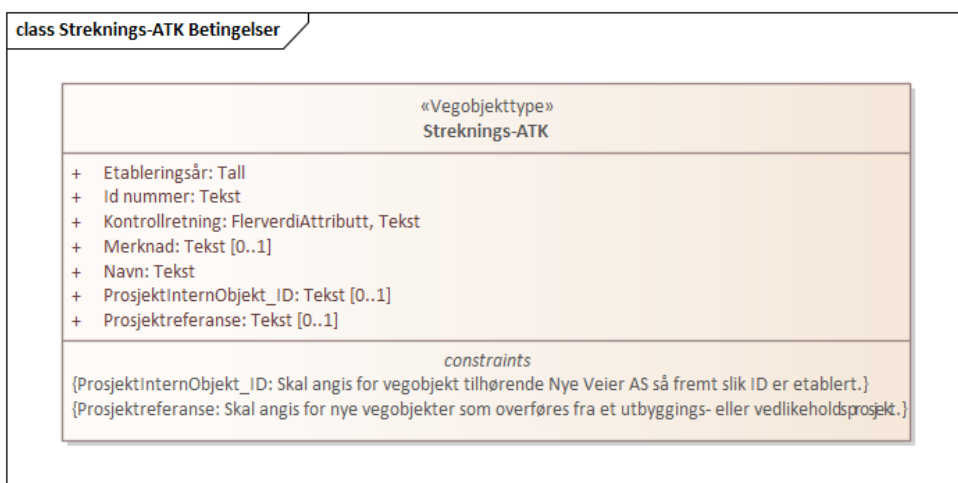 class Streknings-ATK Betingelser
«Vegobjekttype»
Streknings-ATK
+ Etableringsår: Tall
+ Id nummer: Tekst
+ Kontrollretning: FlerverdiAttributt, Tekst
+ Merknad: Tekst [0..1]
+ Navn: Tekst
+ ProsjektInternObjekt_ID: Tekst [0..1]
+ Prosjektreferanse: Tekst [0..1]
constraints
{ProsjektInternObjekt_ID: Skal angis for vegobjekt tilhørende Nye Veier AS så fremt slik ID er etablert.}
{Prosjektreferanse: Skal angis for nye vegobjekter som overføres fra et utbyggings- eller vedlikeholdsprosjekt.}